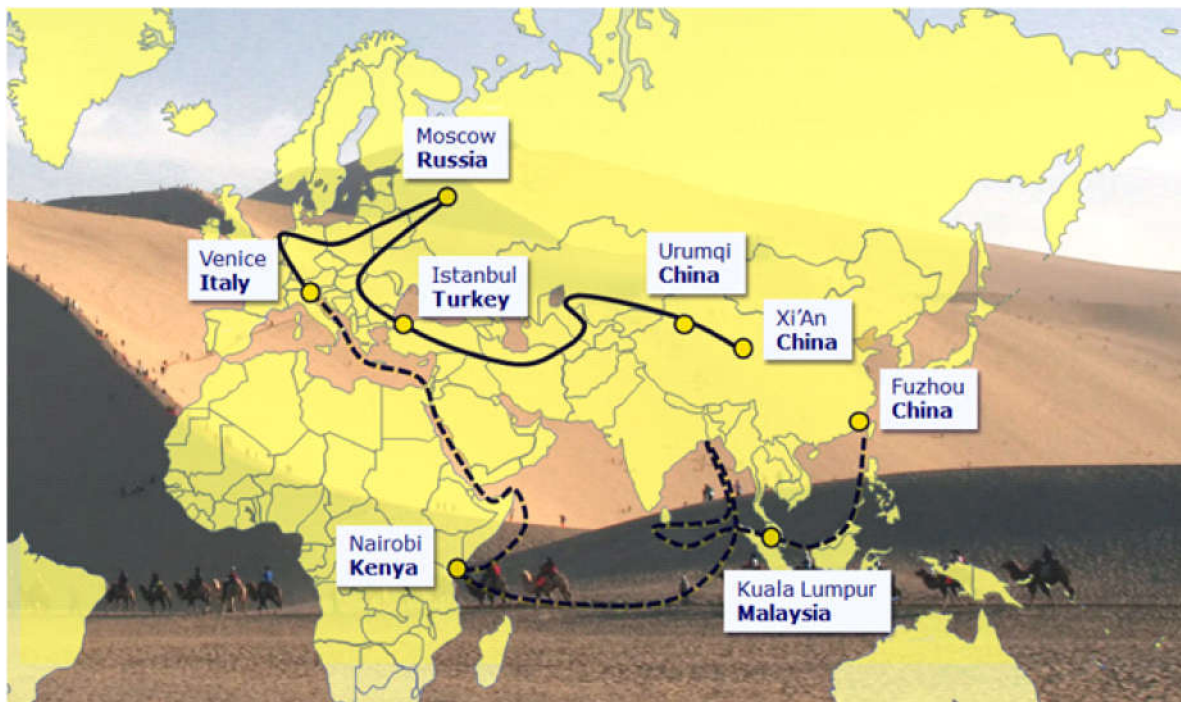 Moscow
Russia
Venice
Italy
Istanbul
Turkey
Urumqi
China
Xi'An
China
Fuzhou
China
Nairobi
Kenya
Kuala Lumpur
Malaysia